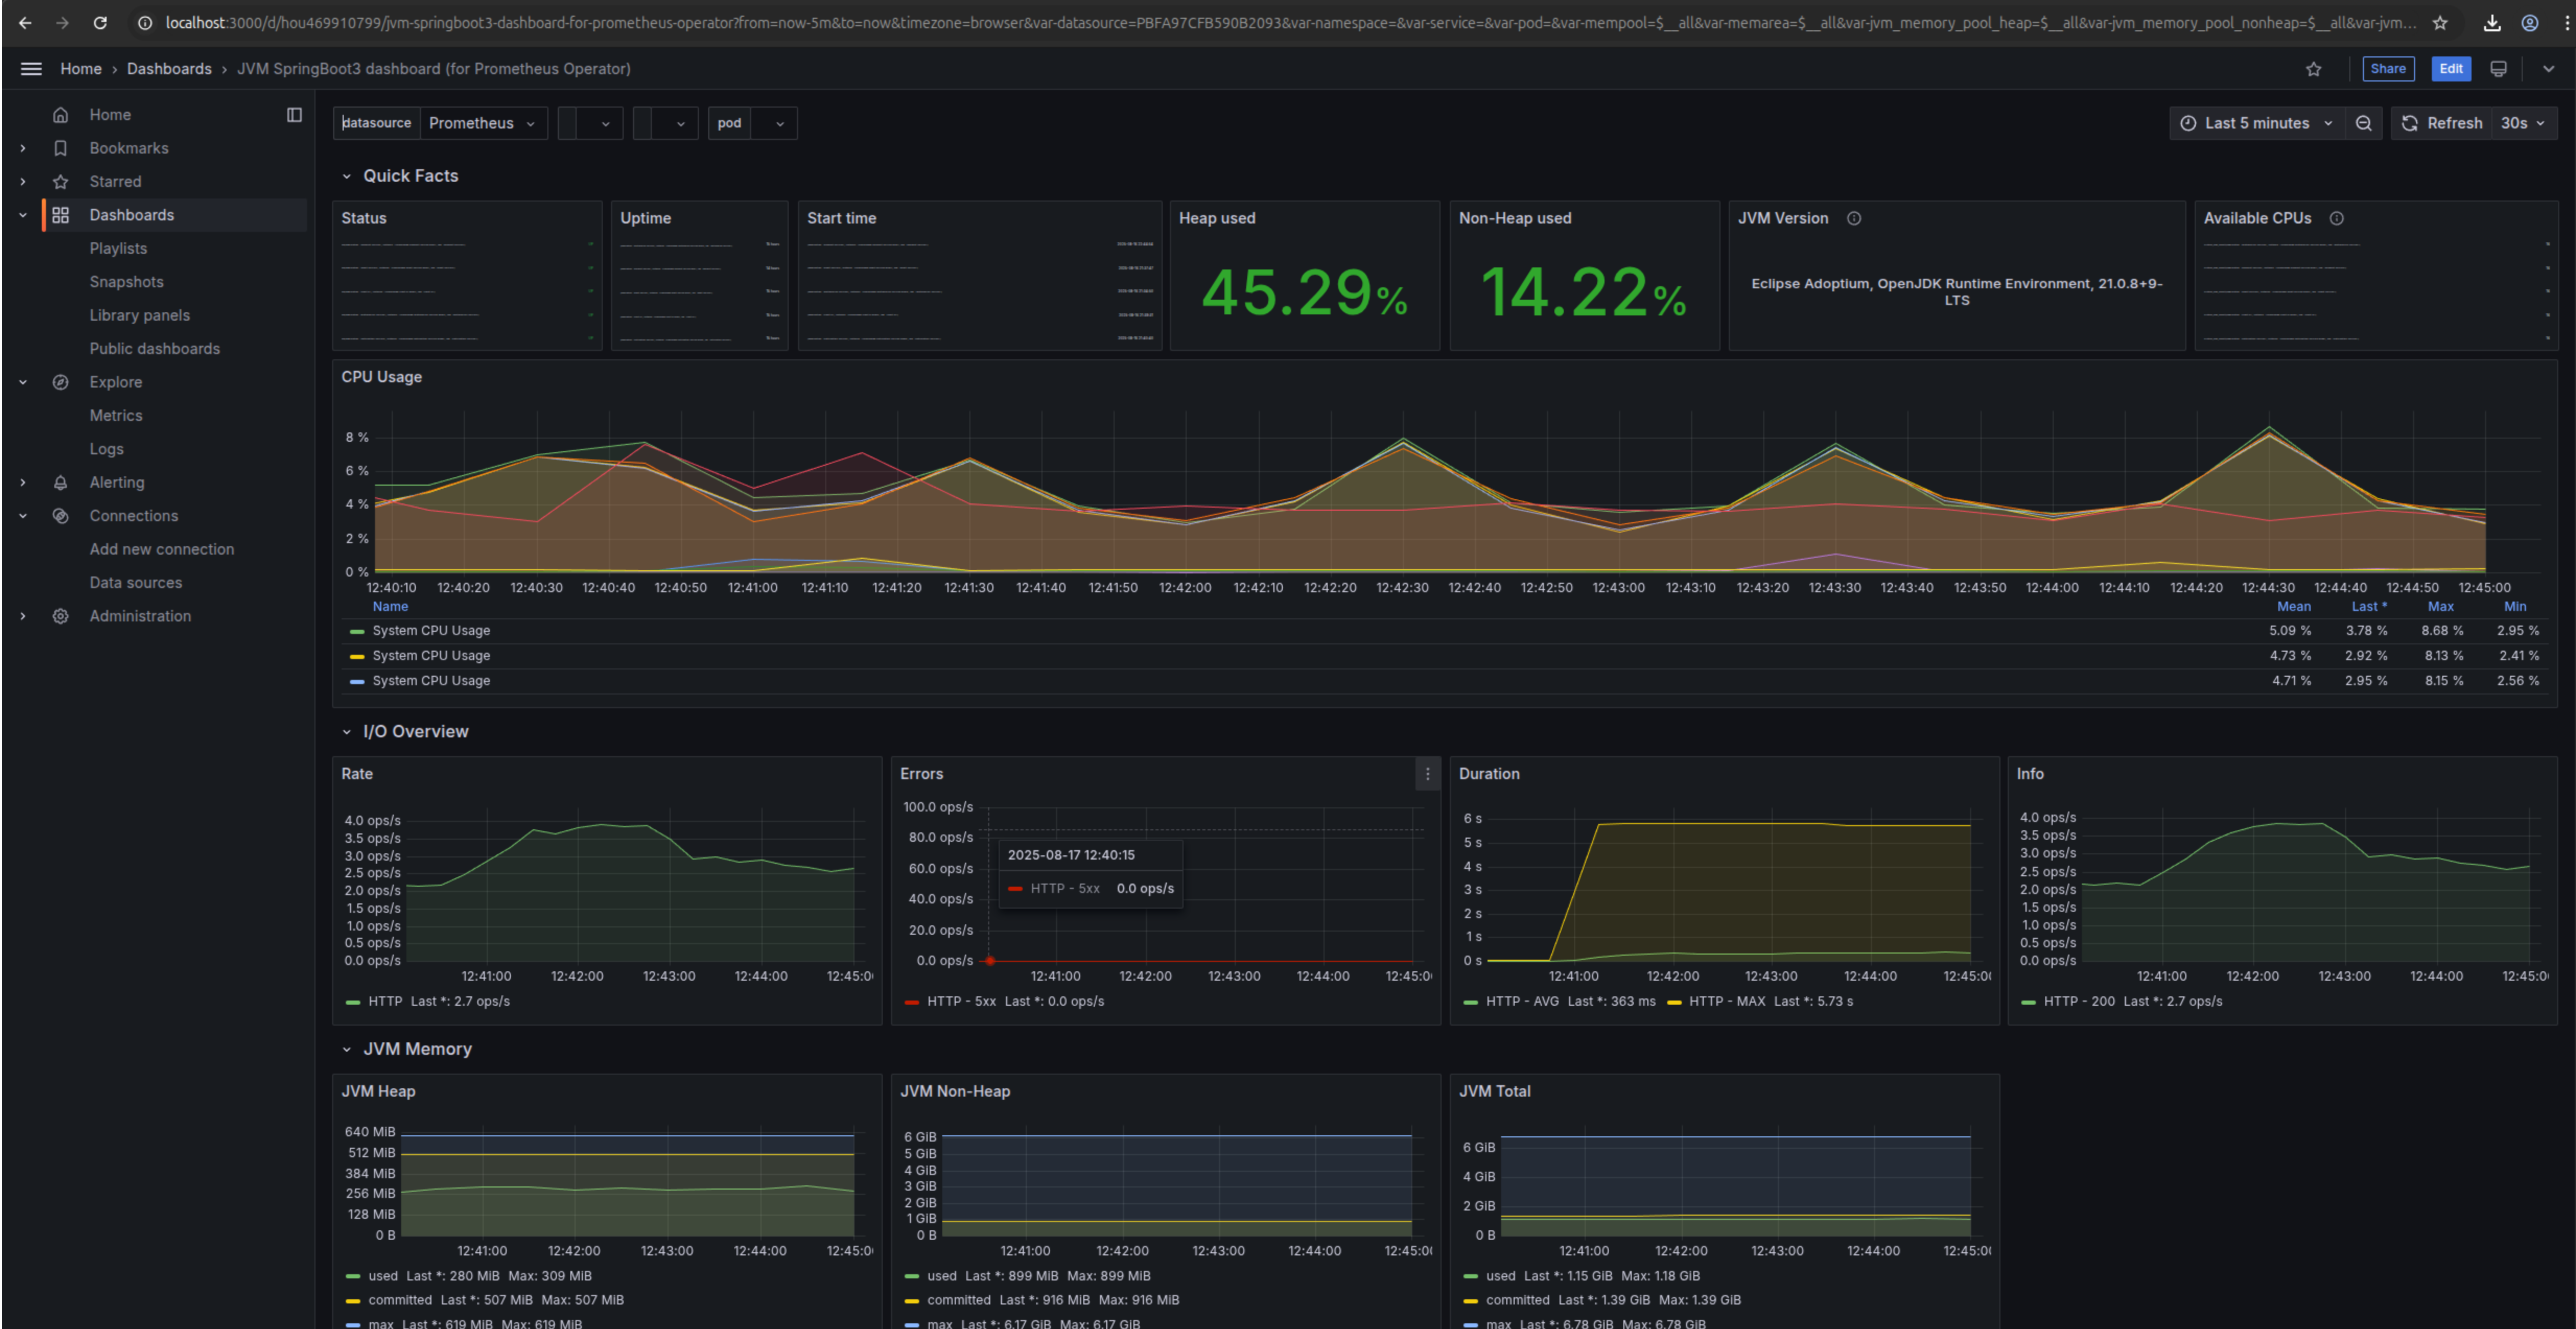 localhost:3000/d/hou469910799/jvm-springboot3-dashboard-for-prometheus-operator?from=now-5m&to=now&timezone=browser&var-datasource=PBFA97CFB590B2093&var-namespace=&var-service=&var-pod=&var-mempool=$__all&var-memarea=$__all&var-jvm_memory_pool_heap=$__all&var-jvm_memory_pool_nonheap=$__all&var-jvm...
Home › Dashboards › JVM SpringBoot3 dashboard (for Prometheus Operator)
Share Edit
Home
Bookmarks
Starred
Dashboards
Playlists
Snapshots
Library panels
Public dashboards
Explore
Metrics
Logs
Alerting
Connections
Add new connection
Data sources
Administration
datasource Prometheus pod
Last 5 minutes Refresh 30s
Quick Facts
Status
Uptime
Start time
Heap used
45.29%
Non-Heap used
14.22%
JVM Version
Eclipse Adoptium, OpenJDK Runtime Environment, 21.0.8+9-
LTS
Available CPUs
CPU Usage
8 %
6 %
4 %
2 %
0 %
12:40:10 12:40:20 12:40:30 12:40:40 12:40:50 12:41:00 12:41:10 12:41:20 12:41:30 12:41:40 12:41:50 12:42:00 12:42:10 12:42:20 12:42:30 12:42:40 12:42:50 12:43:00 12:43:10 12:43:20 12:43:30 12:43:40 12:43:50 12:44:00 12:44:10 12:44:20 12:44:30 12:44:40 12:44:50 12:45:00
Name Mean Last * Max Min
System CPU Usage 5.09 % 3.78 % 8.68 % 2.95 %
System CPU Usage 4.73 % 2.92 % 8.13 % 2.41 %
System CPU Usage 4.71 % 2.95 % 8.15 % 2.56 %
I/O Overview
Rate
4.0 ops/s
3.5 ops/s
3.0 ops/s
2.5 ops/s
2.0 ops/s
1.5 ops/s
1.0 ops/s
0.5 ops/s
0.0 ops/s
12:41:00 12:42:00 12:43:00 12:44:00 12:45:0
HTTP Last *: 2.7 ops/s
Errors
100.0 ops/s
80.0 ops/s
60.0 ops/s
40.0 ops/s
20.0 ops/s
0.0 ops/s
2025-08-17 12:40:15
HTTP - 5xx 0.0 ops/s
12:41:00 12:42:00 12:43:00 12:44:00 12:45:0
HTTP - 5xx Last *: 0.0 ops/s
Duration
6 s
5 s
4 s
3 s
2 s
1 s
0 s
12:41:00 12:42:00 12:43:00 12:44:00 12:45:0
HTTP - AVG Last *: 363 ms HTTP - MAX Last *: 5.73 s
Info
4.0 ops/s
3.5 ops/s
3.0 ops/s
2.5 ops/s
2.0 ops/s
1.5 ops/s
1.0 ops/s
0.5 ops/s
0.0 ops/s
12:41:00 12:42:00 12:43:00 12:44:00 12:45:0
HTTP - 200 Last *: 2.7 ops/s
JVM Memory
JVM Heap
640 MiB
512 MiB
384 MiB
256 MiB
128 MiB
0 B
12:41:00 12:42:00 12:43:00 12:44:00 12:45:0
used Last *: 280 MiB Max: 309 MiB
committed Last *: 507 MiB Max: 507 MiB
max Last *: 619 MiB Max: 619 MiB
JVM Non-Heap
6 GiB
5 GiB
4 GiB
3 GiB
2 GiB
1 GiB
0 B
12:41:00 12:42:00 12:43:00 12:44:00 12:45:0
used Last *: 899 MiB Max: 899 MiB
committed Last *: 916 MiB Max: 916 MiB
max Last *: 6.17 GiB Max: 6.17 GiB
JVM Total
6 GiB
4 GiB
2 GiB
0 B
12:41:00 12:42:00 12:43:00 12:44:00 12:45:0
used Last *: 1.15 GiB Max: 1.18 GiB
committed Last *: 1.39 GiB Max: 1.39 GiB
max Last *: 6.78 GiB Max: 6.78 GiB